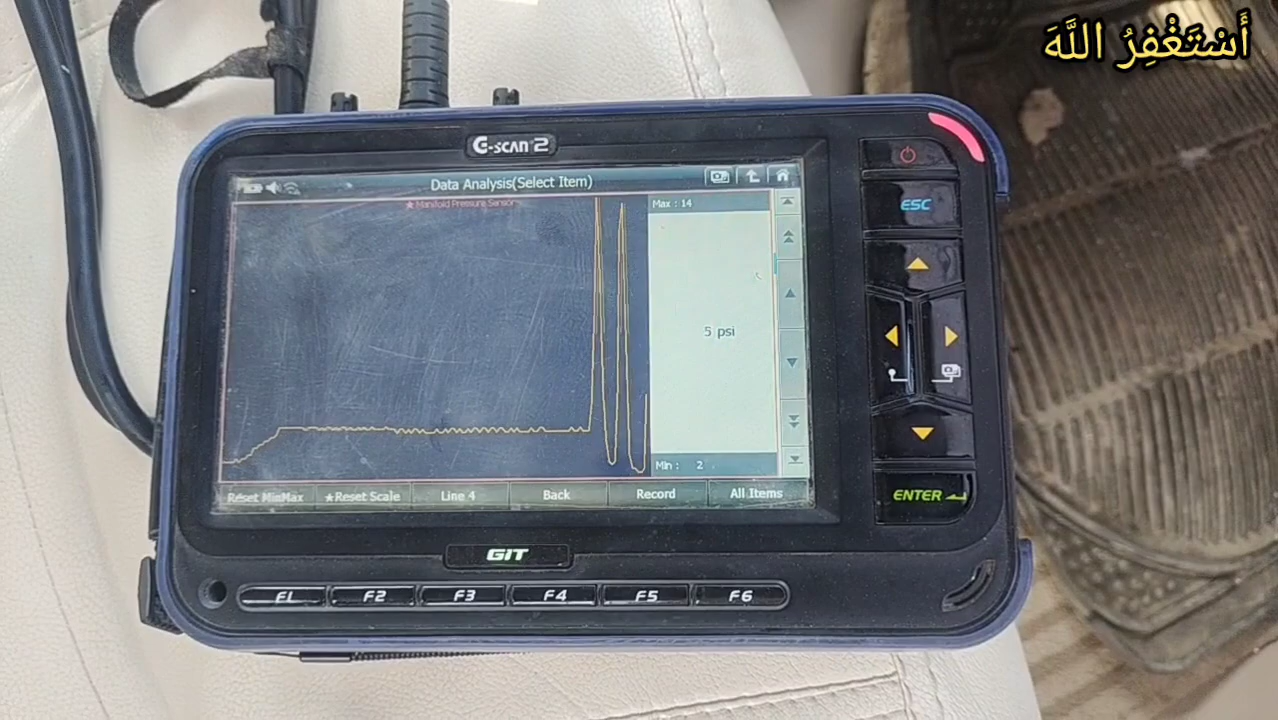 أَسْتَغْفِرُ اللَّهَ
G-SCAN 2
Data Analysis(Select Item)
★Manifold Pressure Sensor
Max : 14
5 psi
Min : 2
Reset MinMax
★Reset Scale
Line 4
Back
Record
All Items
ESC
ENTER
GIT
F1
F2
F3
F4
F5
F6